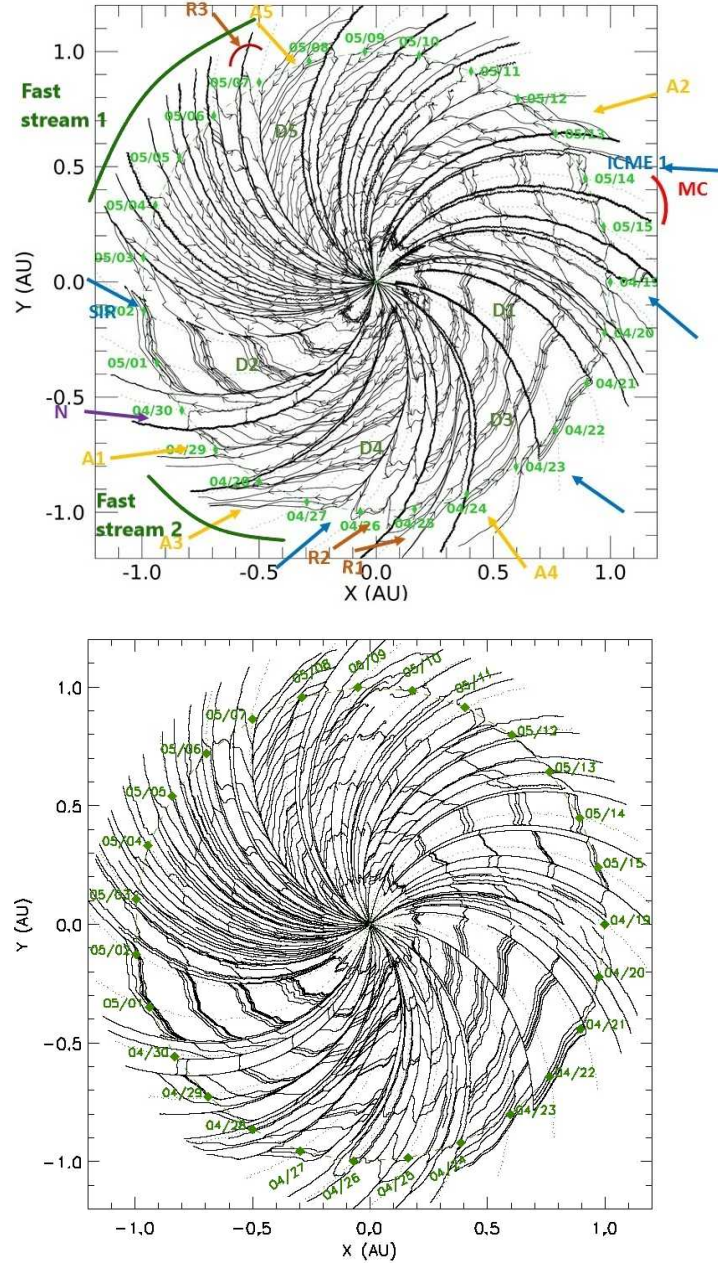 R3
A5
1.0
05/08
05/09
05/10
05/07
05/11
Fast
stream 1
05/06
05/12
A2
D5
05/13
05/05
0.5
ICME 1
05/14
MC
05/04
05/15
05/03
Y (AU)
0.0
04/19
SIR
02
D1
04/20
05/01
D2
04/21
-0.5
N
04/30
D3
04/22
A1
04/29
D4
04/23
04/28
Fast
stream 2
04/27
04/26
04/25
04/24
-1.0
A3
R2
R1
A4
-1.0
-0.5
0.0
0.5
1.0
X (AU)
05/08
05/09
05/10
1.0
05/07
05/11
05/06
05/12
05/05
05/13
0.5
05/14
05/04
05/15
05/03
Y (AU)
0.0
04/19
05/02
04/20
05/01
04/21
-0.5
04/30
04/22
04/29
04/23
04/28
-1.0
04/27
04/26
04/25
04/24
-1.0
-0.5
0.0
0.5
1.0
X (AU)